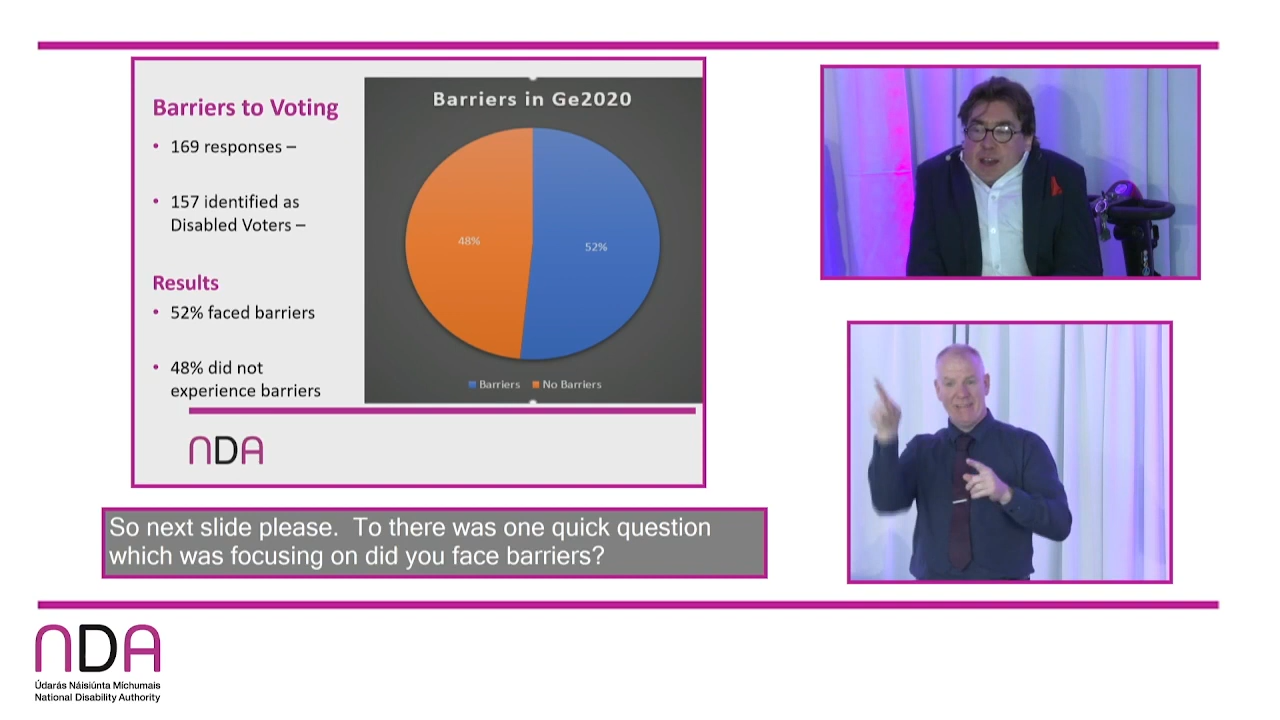 Barriers to Voting
• 169 responses –
• 157 identified as
Disabled Voters –
Results
• 52% faced barriers
• 48% did not
experience barriers
Barriers in Ge2020
48%
52%
Barriers No Barriers
NDA
So next slide please.  To there was one quick question
which was focusing on did you face barriers?
NDA
Údarás Náisiúnta Míchumais
National Disability Authority